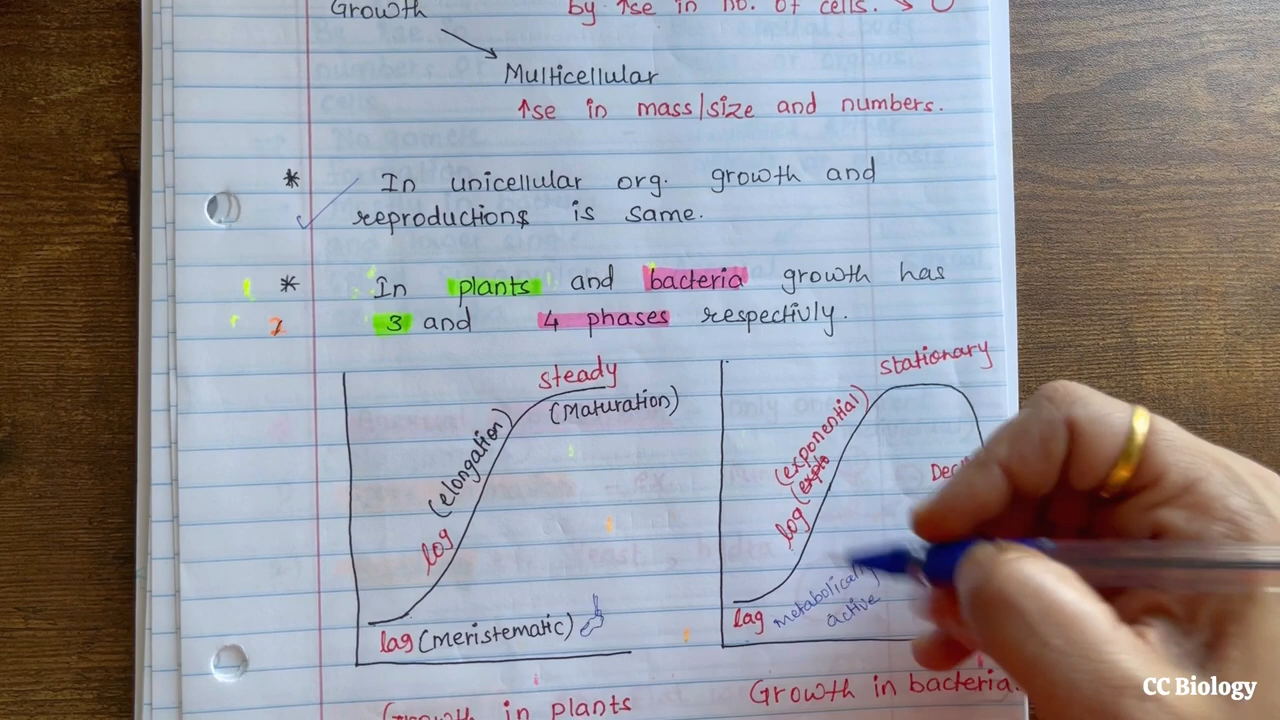 Growth by ↑se in no. of cells.
Multicellular
↑se in mass/size and numbers.
* In unicellular org. growth and
reproductions is same.
* In plants and bacteria growth has
3 and 4 phases respectivly.
steady
(Maturation)
(elongation)
log
lag (meristematic)
Growth in plants
stationary
(exponential)
log (expto
lag metabolically
active
Growth in bacteria.
CC Biology